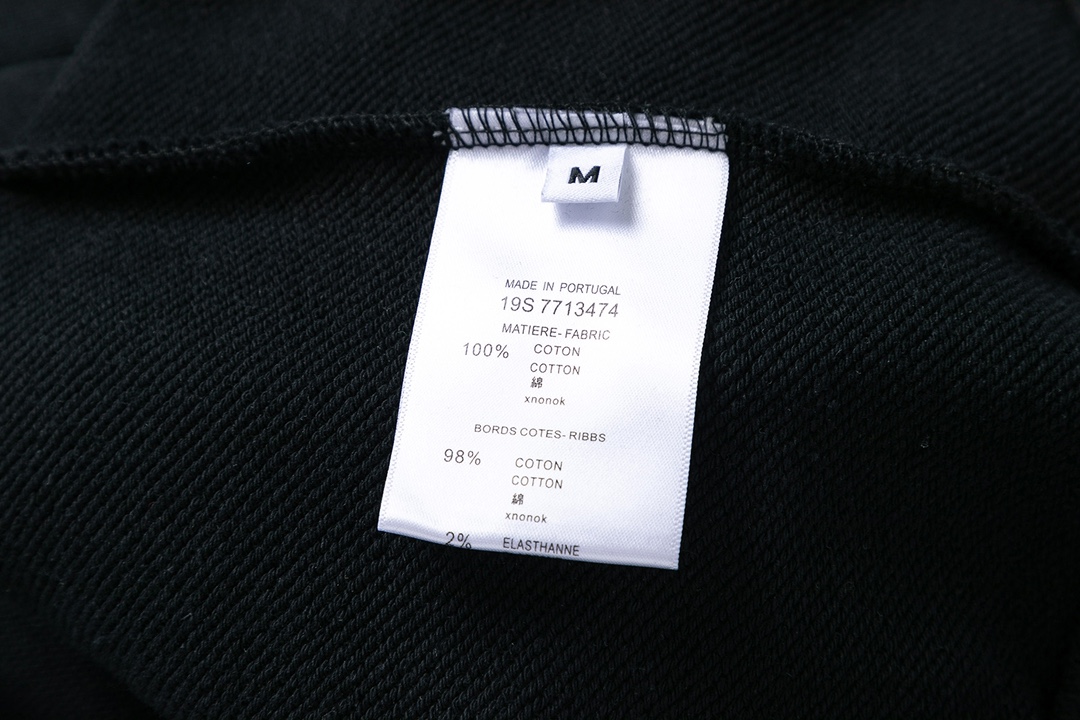 M
MADE IN PORTUGAL
19S 7713474
MATIERE-FABRIC
100% COTON
COTTON
綿
xnonok
BORDS COTES-RIBBS
98% COTON
COTTON
綿
xnonok
2% ELASTHANNE